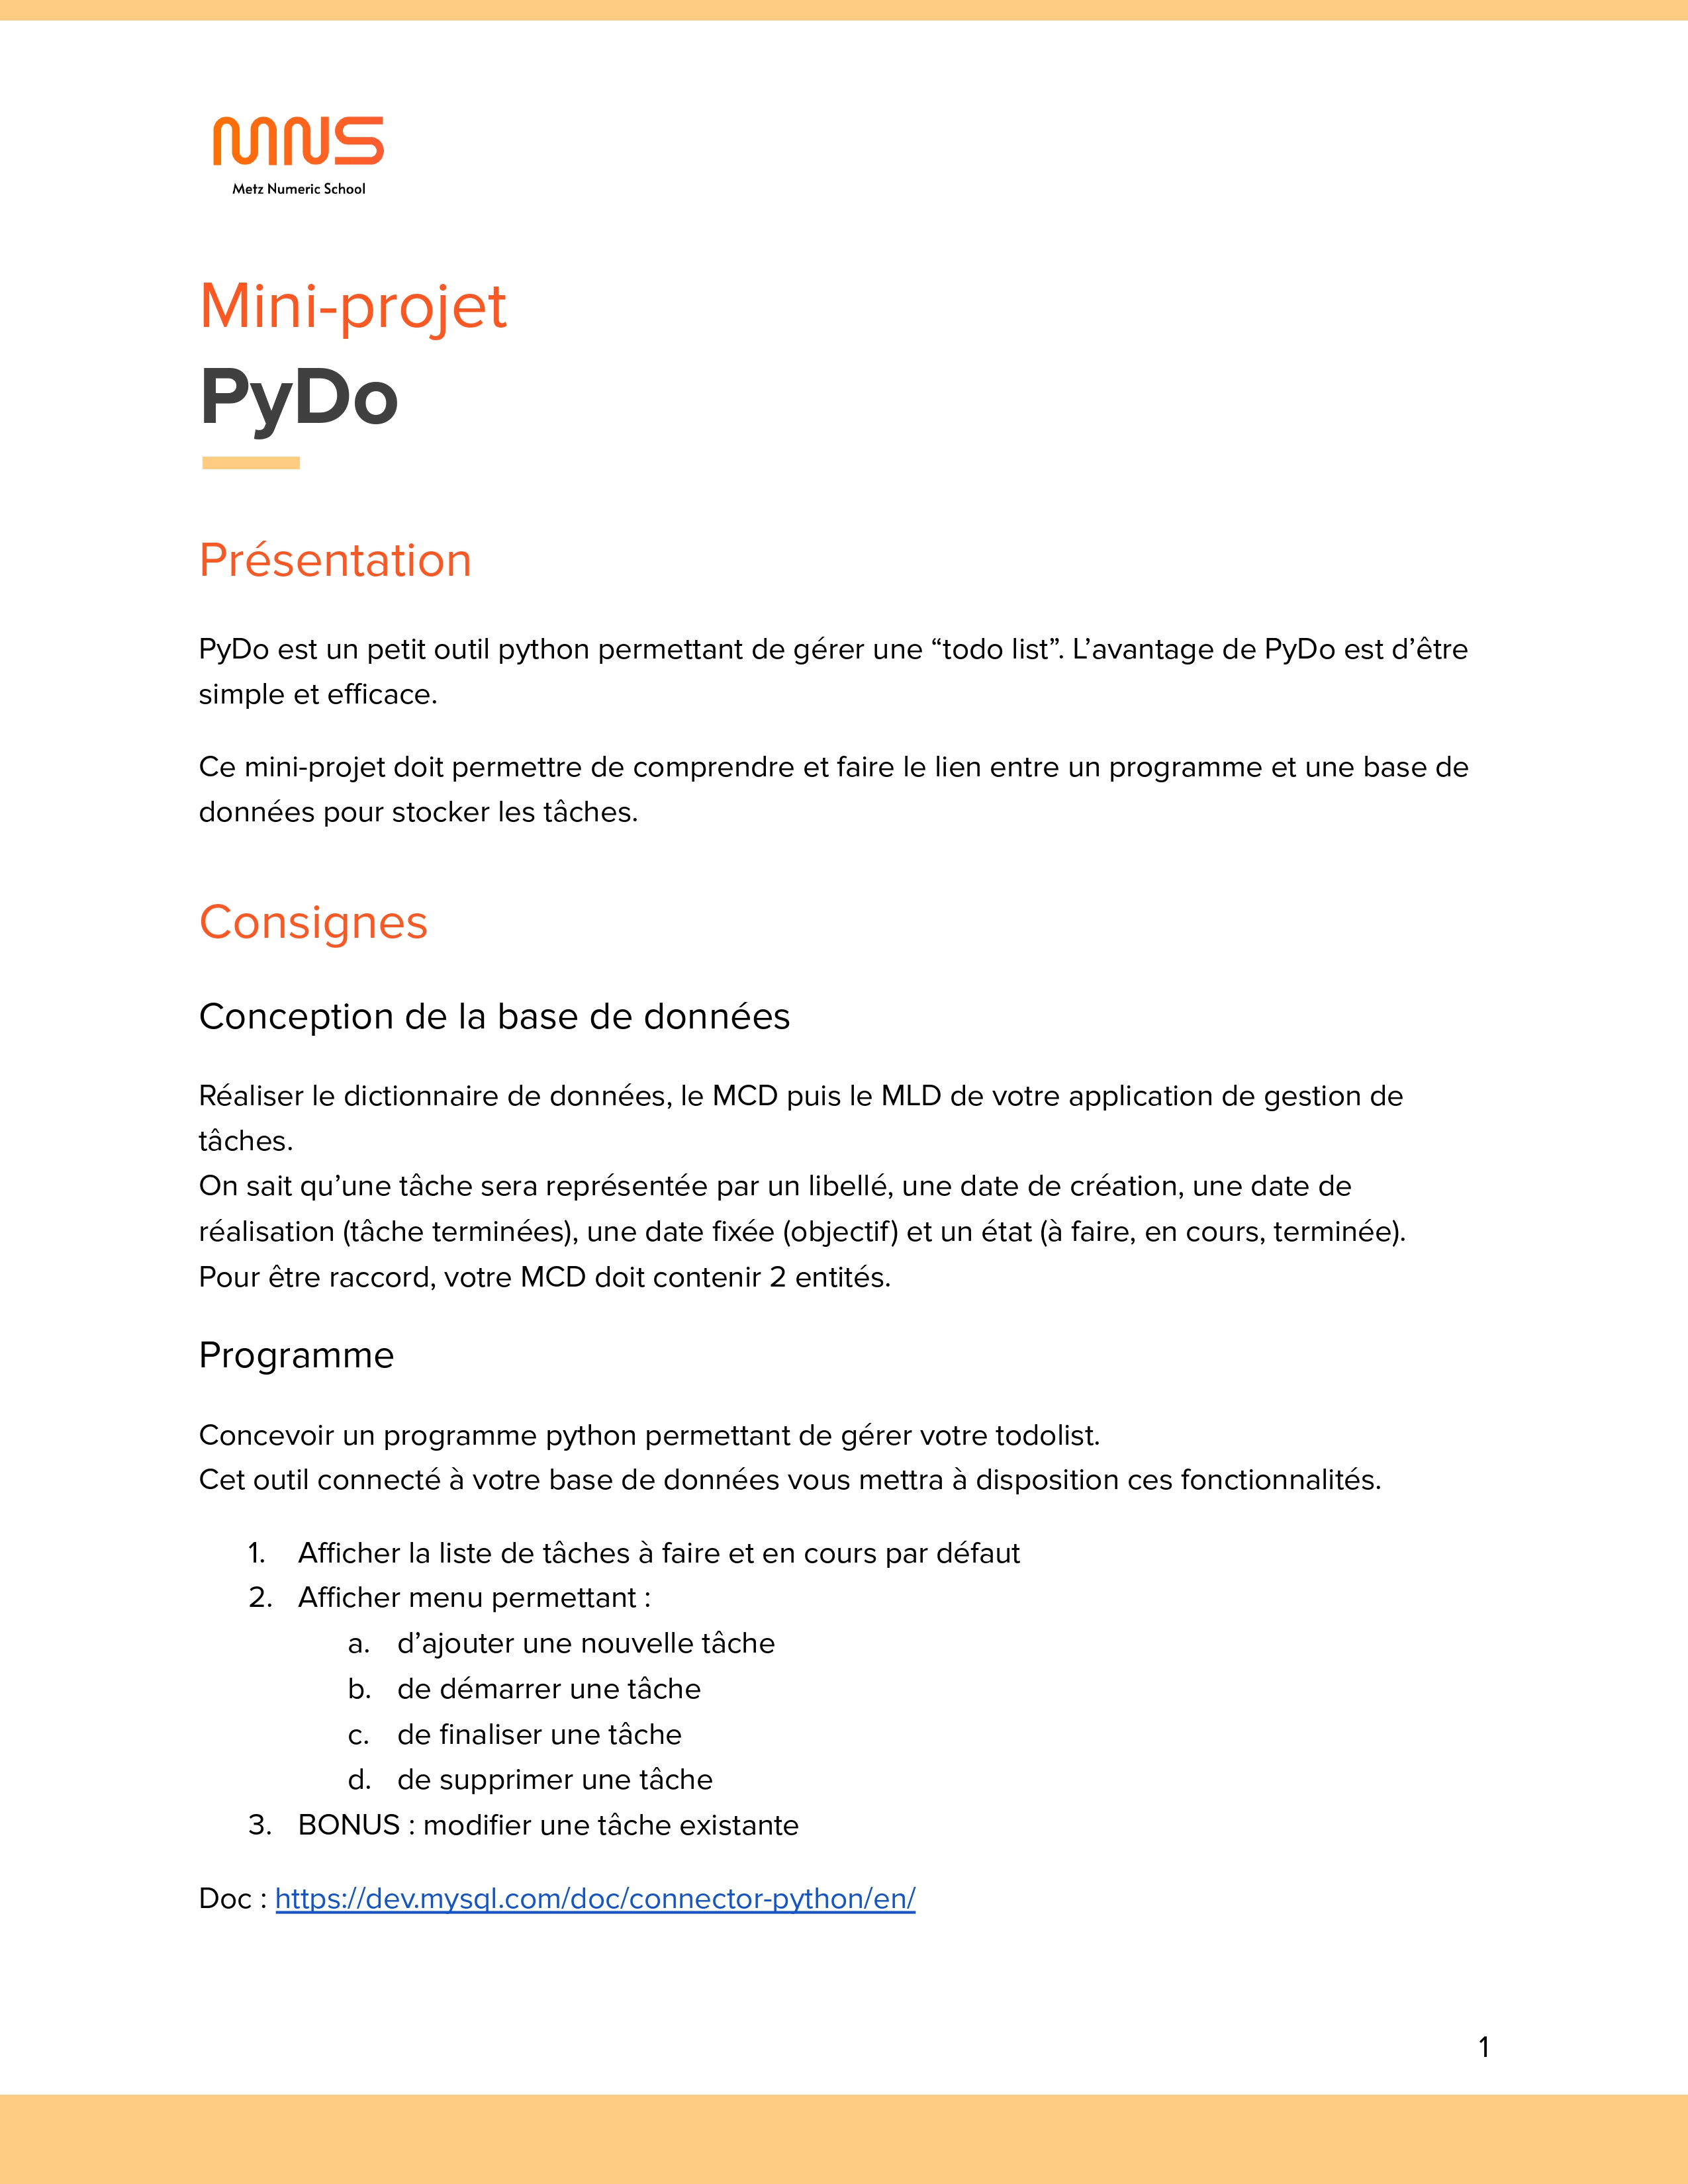 MNS
Metz Numeric School
Mini-projet
PyDo
Présentation
PyDo est un petit outil python permettant de gérer une “todo list”. L’avantage de PyDo est d’être
simple et efficace.
Ce mini-projet doit permettre de comprendre et faire le lien entre un programme et une base de
données pour stocker les tâches.
Consignes
Conception de la base de données
Réaliser le dictionnaire de données, le MCD puis le MLD de votre application de gestion de
tâches.
On sait qu’une tâche sera représentée par un libellé, une date de création, une date de
réalisation (tâche terminées), une date fixée (objectif) et un état (à faire, en cours, terminée).
Pour être raccord, votre MCD doit contenir 2 entités.
Programme
Concevoir un programme python permettant de gérer votre todolist.
Cet outil connecté à votre base de données vous mettra à disposition ces fonctionnalités.
1. Afficher la liste de tâches à faire et en cours par défaut
2. Afficher menu permettant :
a. d’ajouter une nouvelle tâche
b. de démarrer une tâche
c. de finaliser une tâche
d. de supprimer une tâche
3. BONUS : modifier une tâche existante
Doc : https://dev.mysql.com/doc/connector-python/en/
1